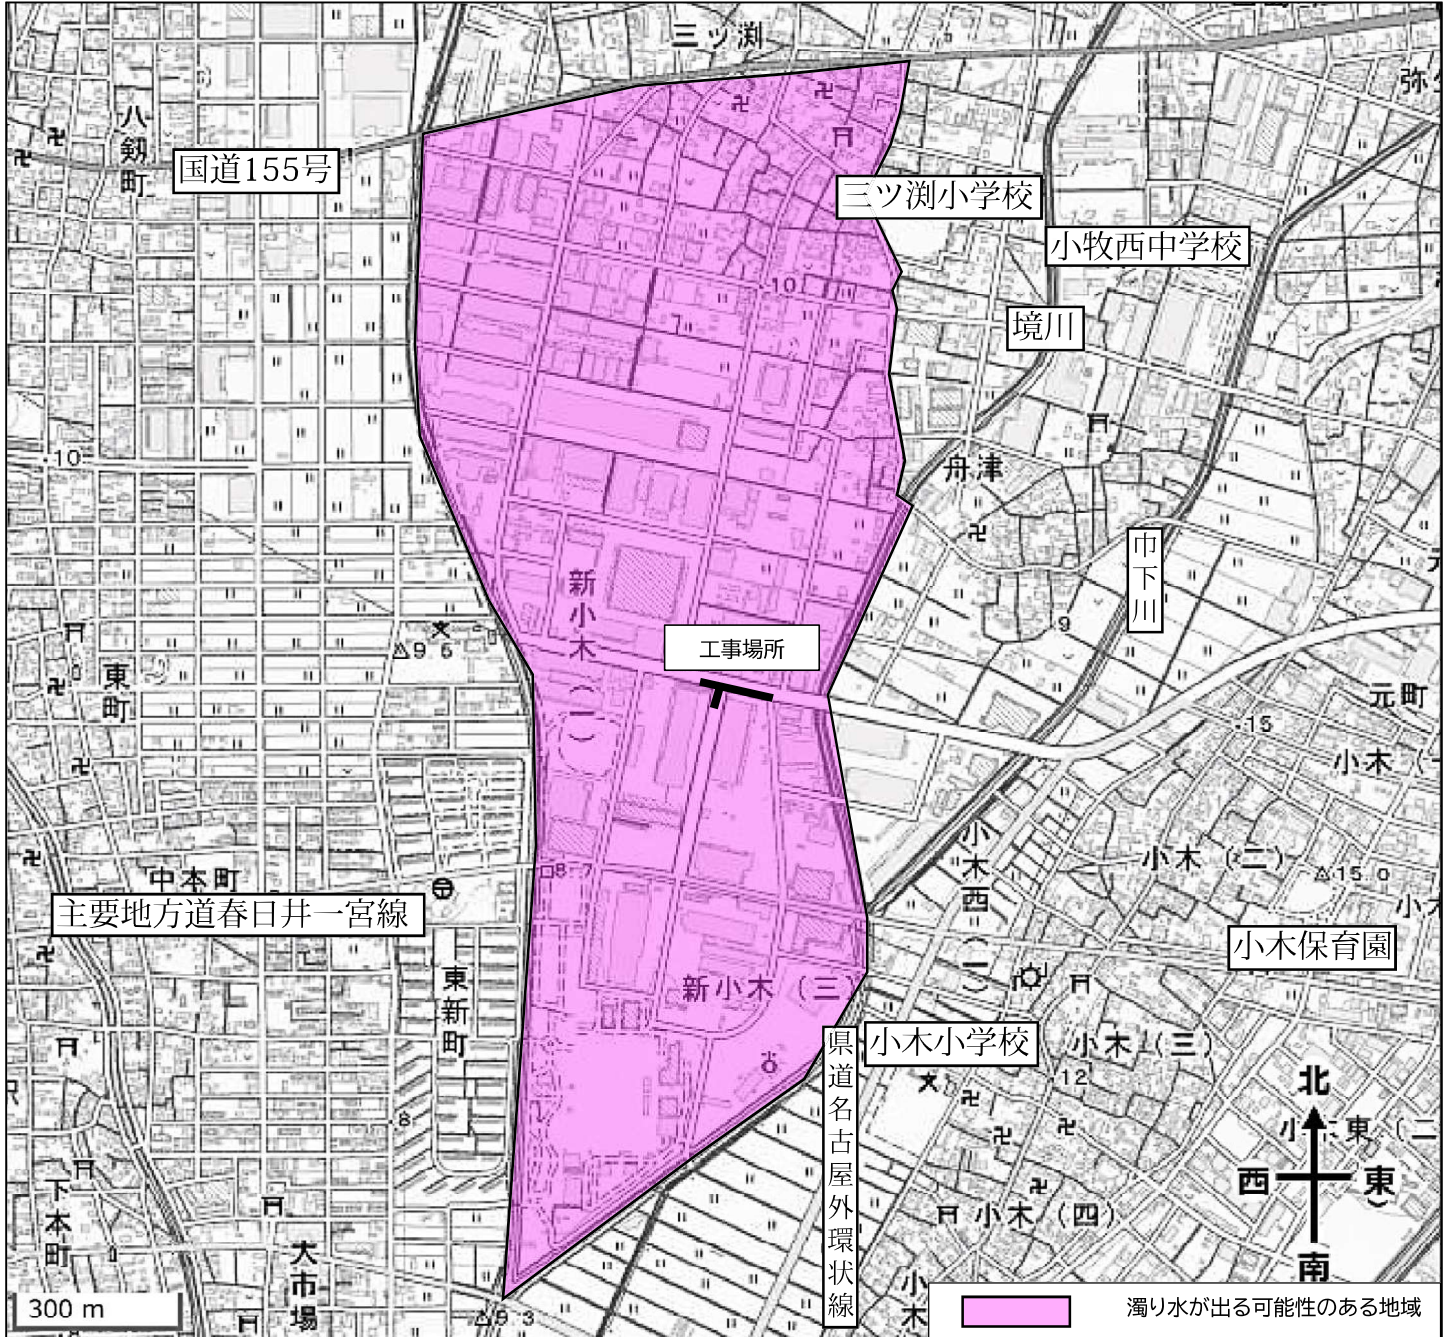 三ツ渕
八剱町
国道155号
三ツ渕小学校
小牧西中学校
10
境川
10
舟津
巾下川
新小木(一)
9
工事場所
東町
元町
15
小木(一
小木(二)
15.0
小木西(一)
中本町
主要地方道春日井一宮線
小木保育園
東新町
新小木(三)
県道名古屋外環状線
小木小学校
小木(三)
12
北
西
東
南
8
下本町
小木(四)
大市場
300 m
濁り水が出る可能性のある地域